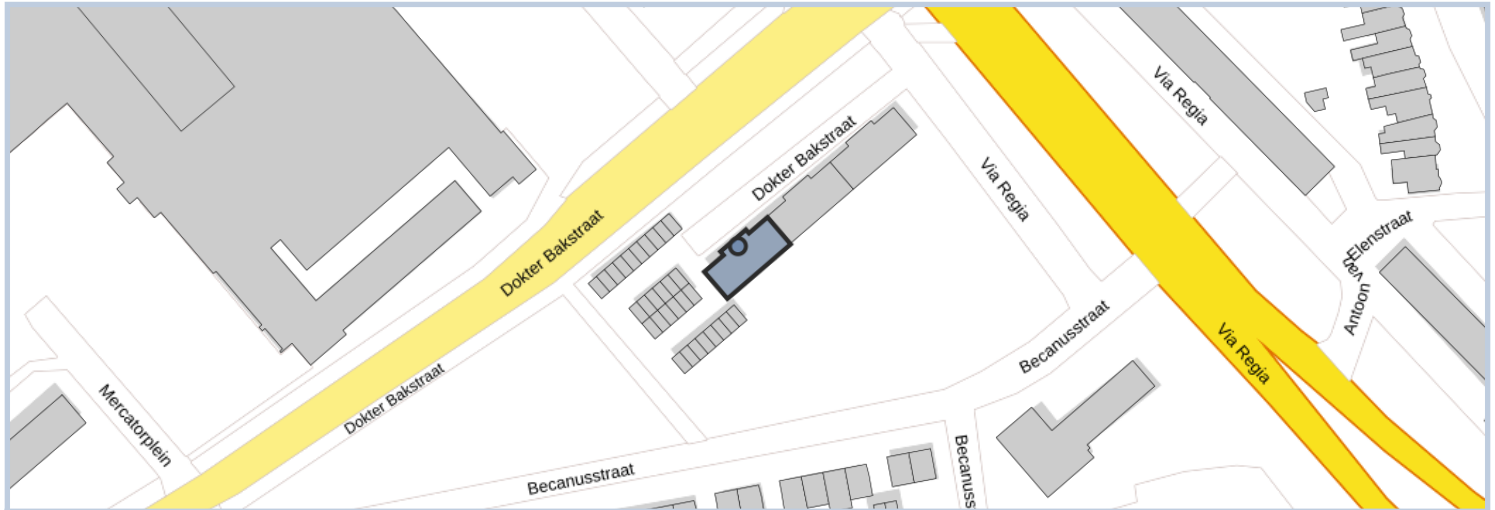 Via Regia
Dokter Bakstraat
Via Regia
Dokter Bakstraat
Van
Elenstraat
Antoon
Becanusstraat
Via Regia
Dokter Bakstraat
Mercatorplein
Becanusstraat
Becanuss